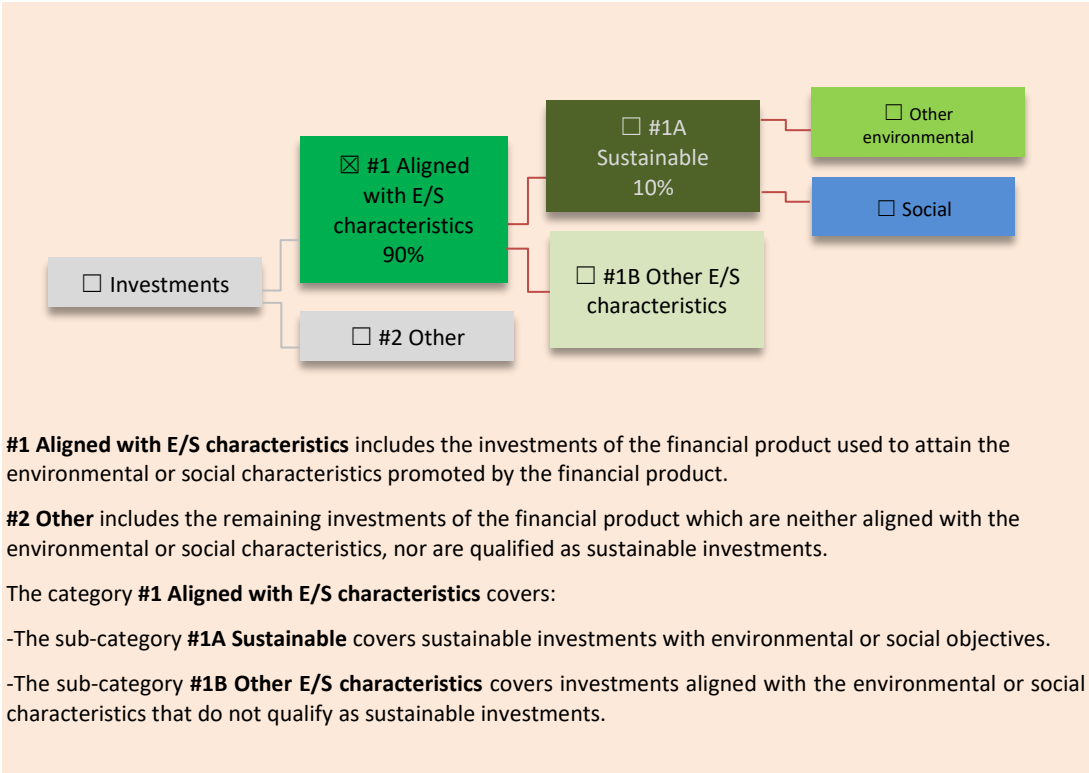 ☐ Investments
☒ #1 Aligned
with E/S
characteristics
90%
☐ #2 Other
☐ #1A
Sustainable
10%
☐ #1B Other E/S
characteristics
☐ Other
environmental
☐ Social
#1 Aligned with E/S characteristics includes the investments of the financial product used to attain the
environmental or social characteristics promoted by the financial product.
#2 Other includes the remaining investments of the financial product which are neither aligned with the
environmental or social characteristics, nor are qualified as sustainable investments.
The category #1 Aligned with E/S characteristics covers:
-The sub-category #1A Sustainable covers sustainable investments with environmental or social objectives.
-The sub-category #1B Other E/S characteristics covers investments aligned with the environmental or social
characteristics that do not qualify as sustainable investments.